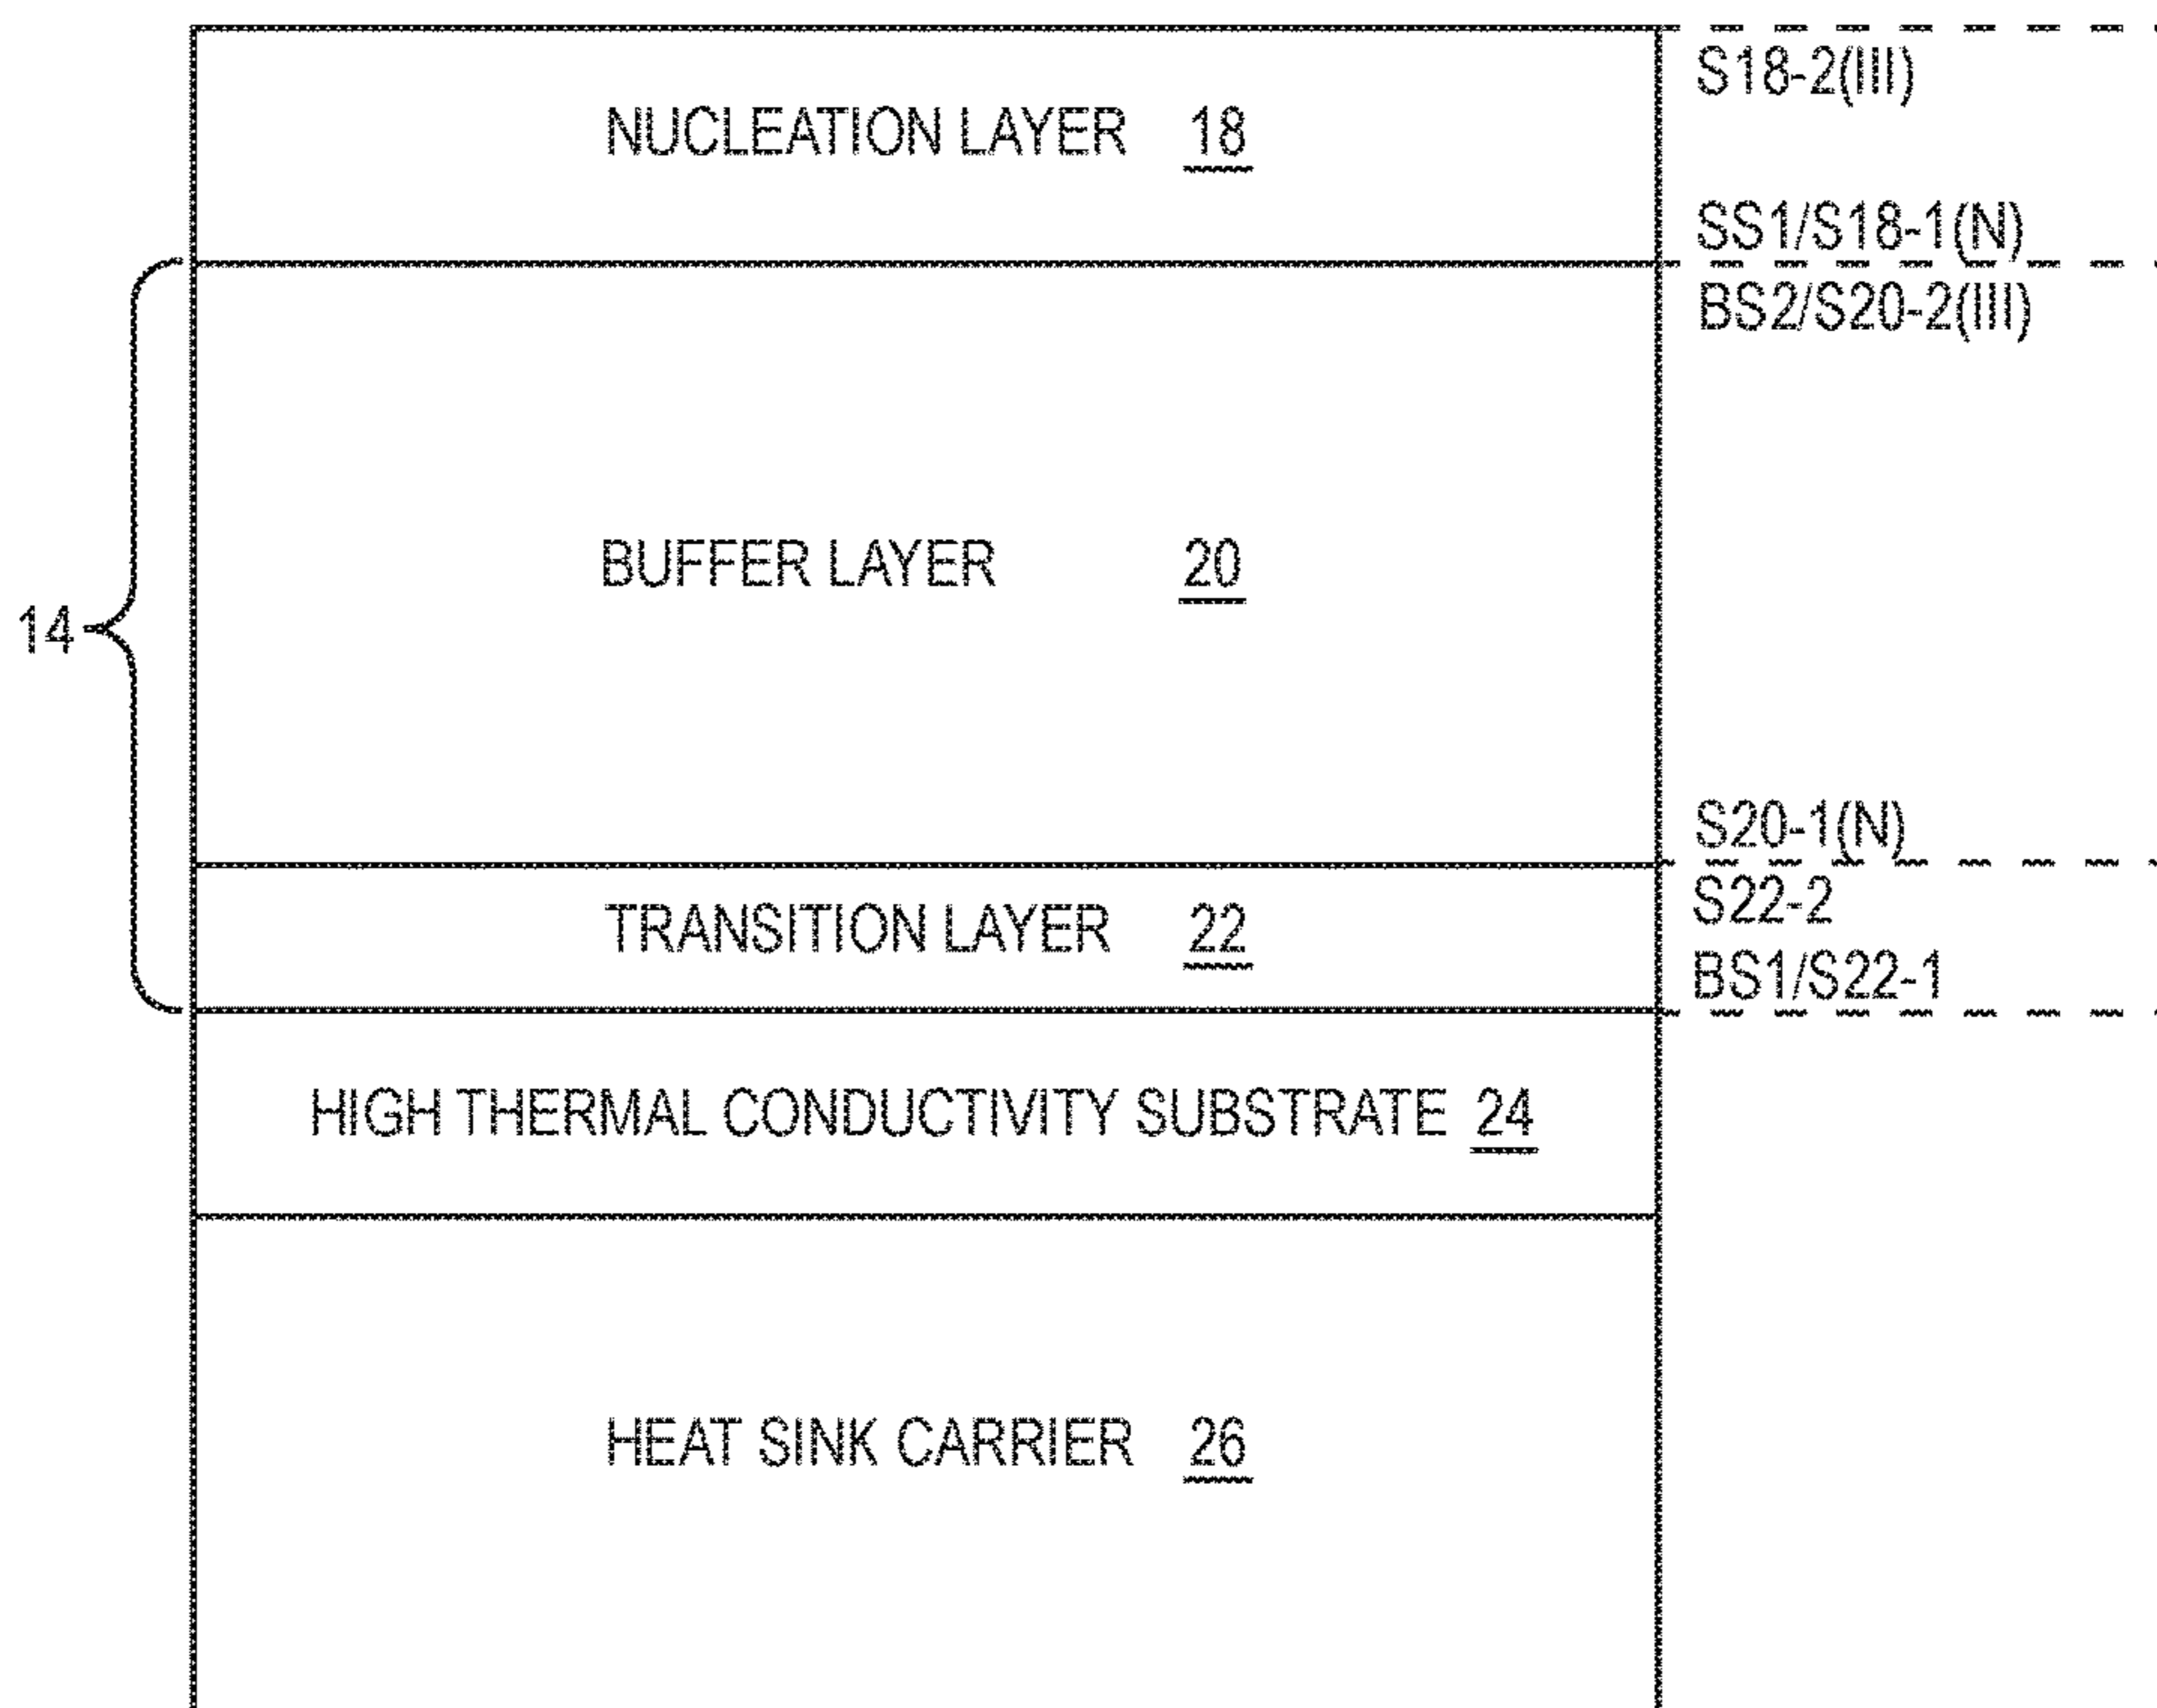 S18-2(III)
NUCLEATION LAYER 18
SS1/S18-1(N)
BS2/S20-2(III)
BUFFER LAYER 20
14
S20-1(N)
S22-2
TRANSITION LAYER 22
BS1/S22-1
HIGH THERMAL CONDUCTIVITY SUBSTRATE 24
HEAT SINK CARRIER 26